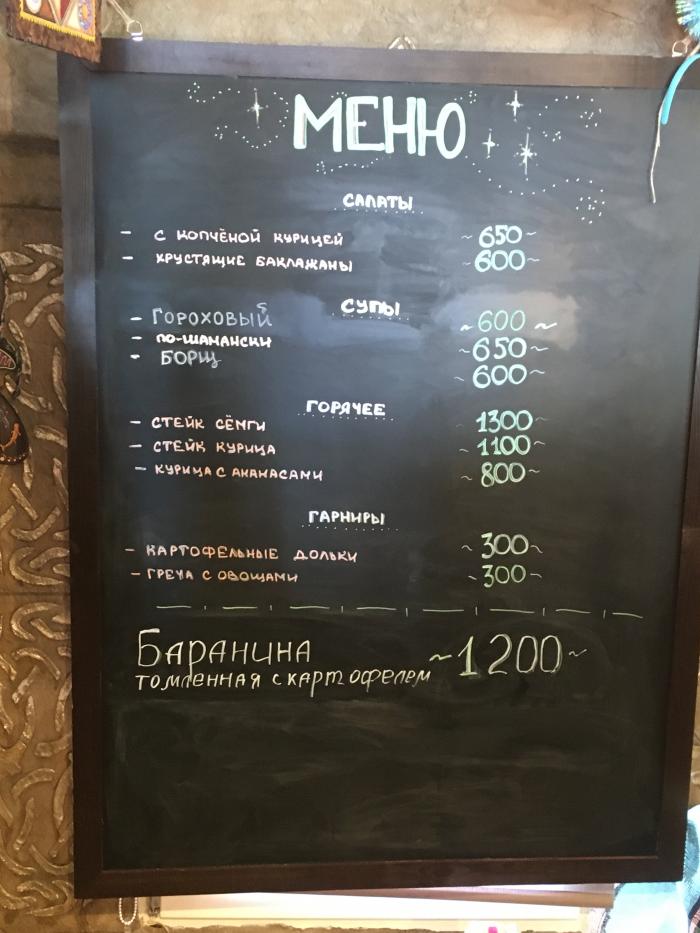 МЕНЮ
САЛАТЫ
- С КОПЧЁНОЙ КУРИЦЕЙ ~650~
- ХРУСТЯЩИЕ БАКЛАЖАНЫ ~600~
СУПЫ
- ГОРОХОВЫЙ ~600~
- ПО-ШАМАНСКИ ~650~
- БОРЩ ~600~
ГОРЯЧЕЕ
- СТЕЙК СЁМГИ ~1300~
- СТЕЙК КУРИЦА ~1100~
- КУРИЦА С АНАНАСАМИ ~800~
ГАРНИРЫ
- КАРТОФЕЛЬНЫЕ ДОЛЬКИ ~300~
- ГРЕЧА С ОВОЩАМИ ~300~
БАРАНИНА ~1200~
ТОМЛЕННАЯ С КАРТОФЕЛЕМ